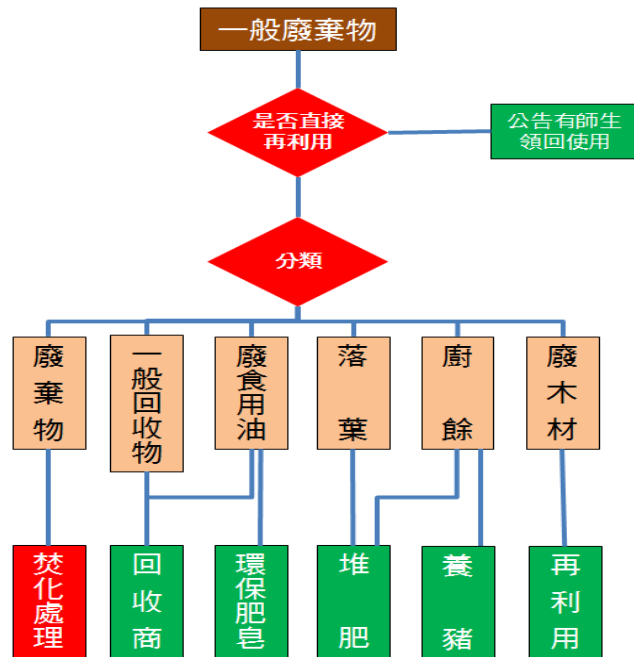 一般廢棄物
是否直接
再利用
公告有師生
領回使用
分類
廢棄物
一般回收物
廢食用油
落葉
廚餘
廢木材
焚化處理
回收商
環保肥皂
堆肥
養豬
再利用